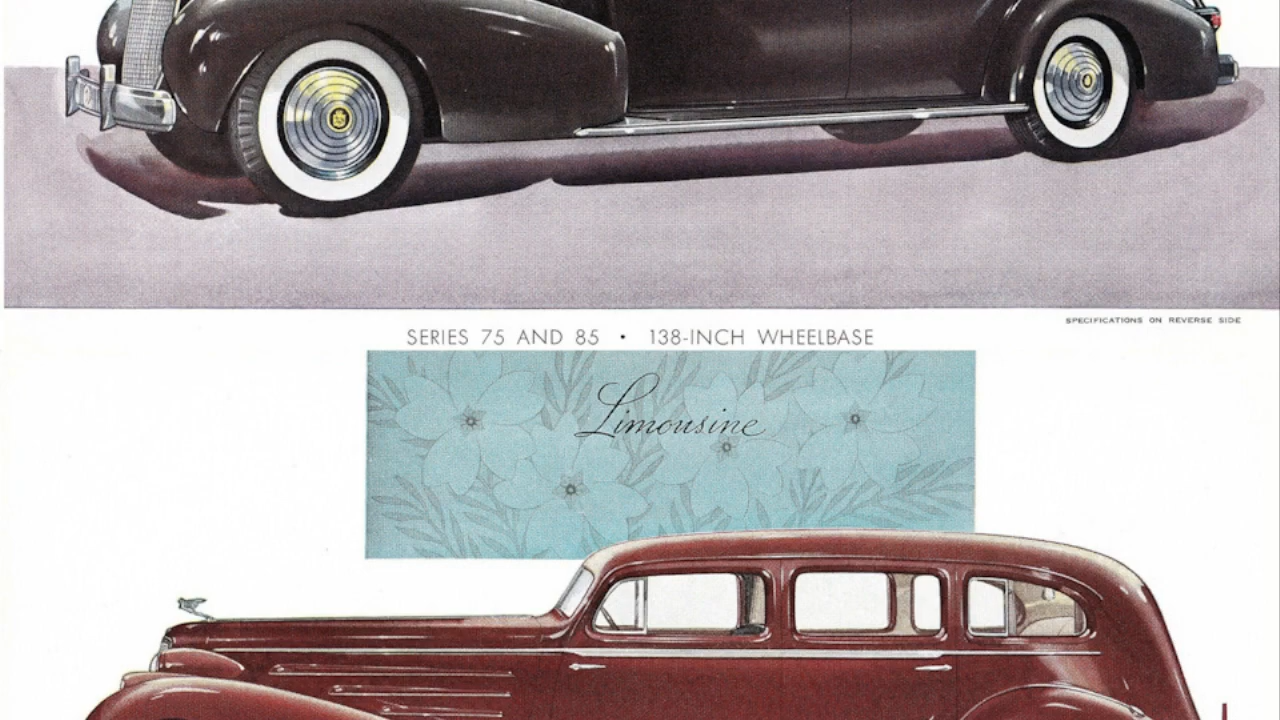 SPECIFICATIONS ON REVERSE SIDE
SERIES 75 AND 85 • 138-INCH WHEELBASE
Limousine